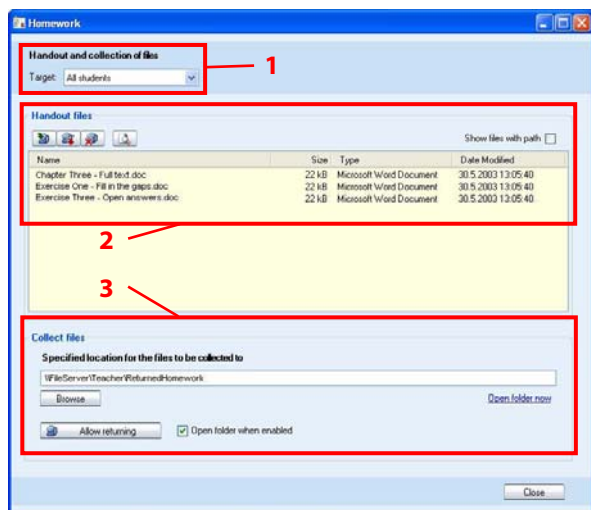 Homework
Handout and collection of files
1
Target: All students
Handout files
Show files with path
Name Size Type Date Modified
Chapter Three - Full text.doc 22 kB Microsoft Word Document 30.5.2003 13:05:40
Exercise One - Fill in the gaps.doc 22 kB Microsoft Word Document 30.5.2003 13:05:40
Exercise Three - Open answers.doc 22 kB Microsoft Word Document 30.5.2003 13:05:40
2
3
Collect files
Specified location for the files to be collected to
\\FileServer\Teacher\ReturnedHomework
Browse Open folder now
Allow returning Open folder when enabled
Close